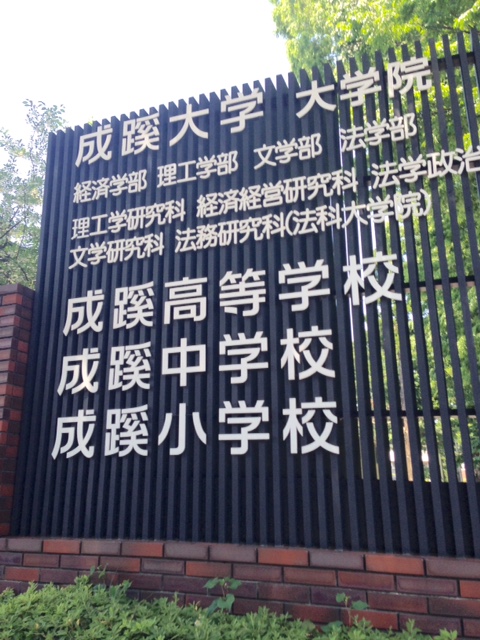 成蹊大学 大学院
経済学部 理工学部 文学部 法学部
理工学研究科 経済経営研究科 法学政治
文学研究科 法務研究科(法科大学院)
成蹊高等学校
成蹊中学校
成蹊小学校